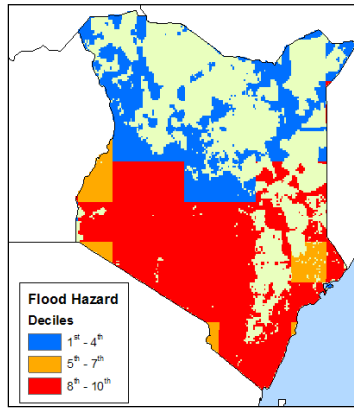 Flood Hazard
Deciles
1st - 4th
5th - 7th
8th - 10th